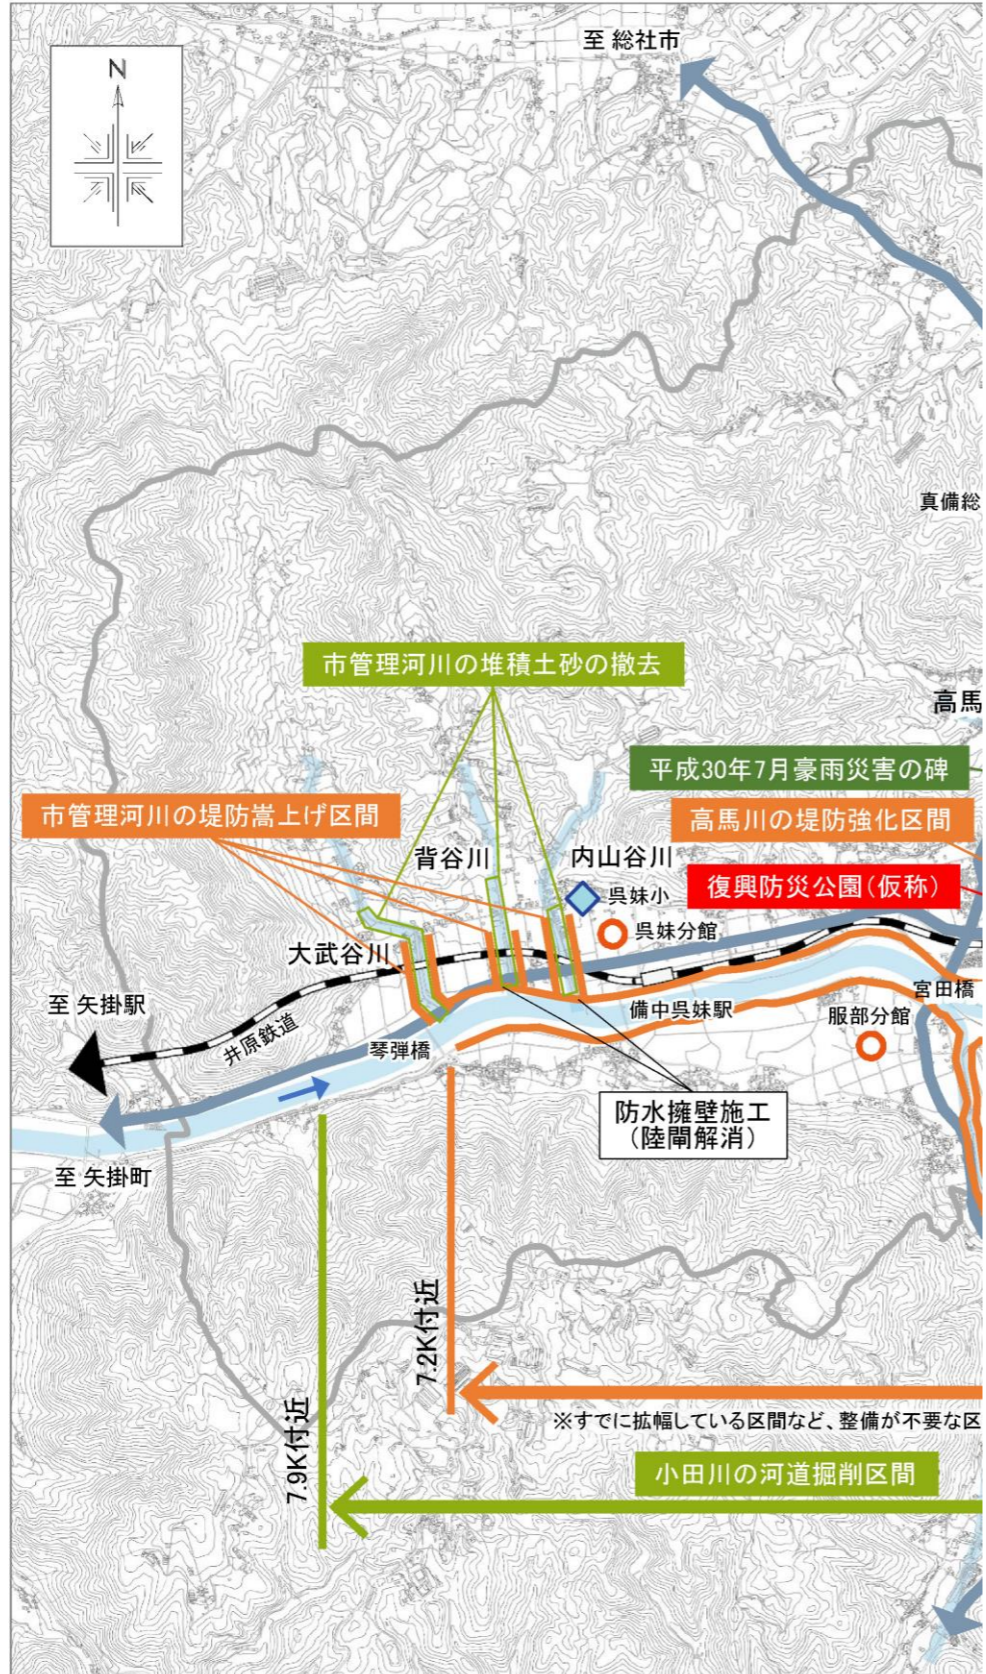 至 総社市
N
真備総
市管理河川の堆積土砂の撤去
高馬
平成30年7月豪雨災害の碑
市管理河川の堤防嵩上げ区間
高馬川の堤防強化区間
背谷川
内山谷川
復興防災公園(仮称)
呉妹小
呉妹分館
大武谷川
至 矢掛駅
井原鉄道
備中呉妹駅
宮田橋
服部分館
琴弾橋
防水擁壁施工
(陸閘解消)
至 矢掛町
7.2K付近
※すでに拡幅している区間など、整備が不要な区
7.9K付近
小田川の河道掘削区間